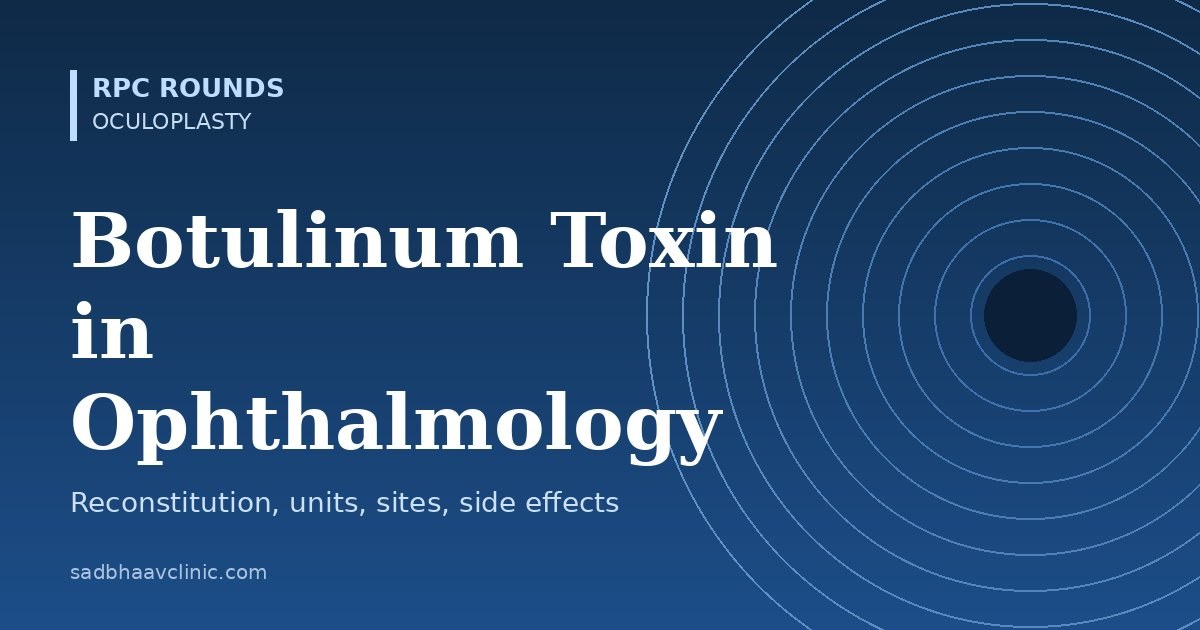 RPC ROUNDS
OCULOPLASTY
Botulinum Toxin
in
Ophthalmology
Reconstitution, units, sites, side effects
sadbhaavclinic.com